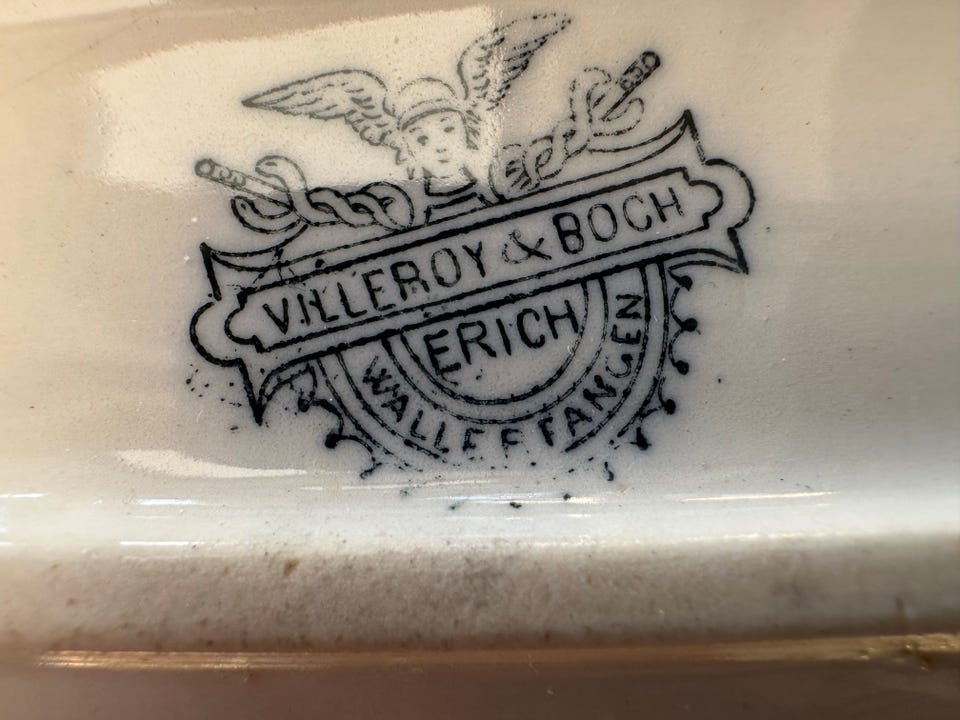 VILLEROY & BOCH
ERICH
WALLERFANGEN